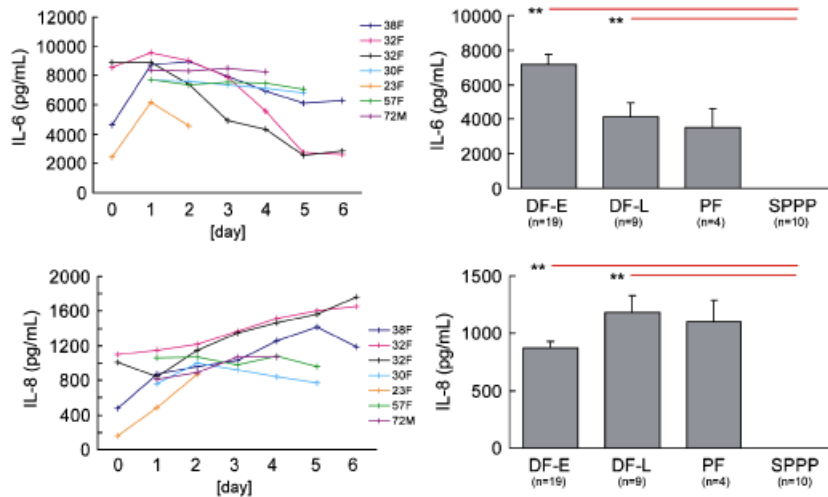 12000
10000
8000
6000
4000
2000
0
IL-6 (pg/mL)
0 1 2 3 4 5 6
[day]
38F
32F
32F
30F
23F
57F
72M
10000
8000
6000
4000
2000
0
IL-6 (pg/mL)
**
**
DF-E DF-L PF SPPP
(n=19) (n=9) (n=4) (n=10)
2000
1600
1200
800
400
0
IL-8 (pg/mL)
0 1 2 3 4 5 6
[day]
38F
32F
32F
30F
23F
57F
72M
1500
1000
500
0
IL-8 (pg/mL)
**
**
DF-E DF-L PF SPPP
(n=19) (n=9) (n=4) (n=10)